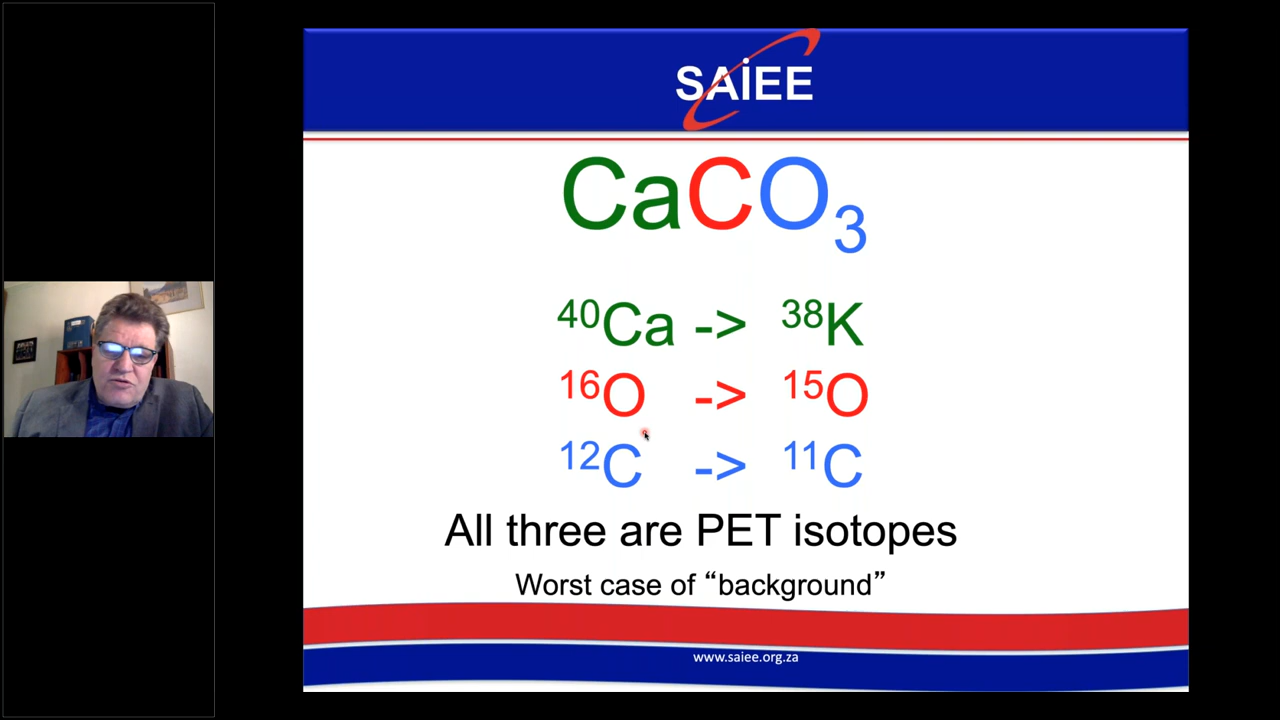 SAiEE
CaCO₃
⁴⁰Ca -> ³⁸K
¹⁶O -> ¹⁵O
¹²C -> ¹¹C
All three are PET isotopes
Worst case of “background”
www.saiee.org.za